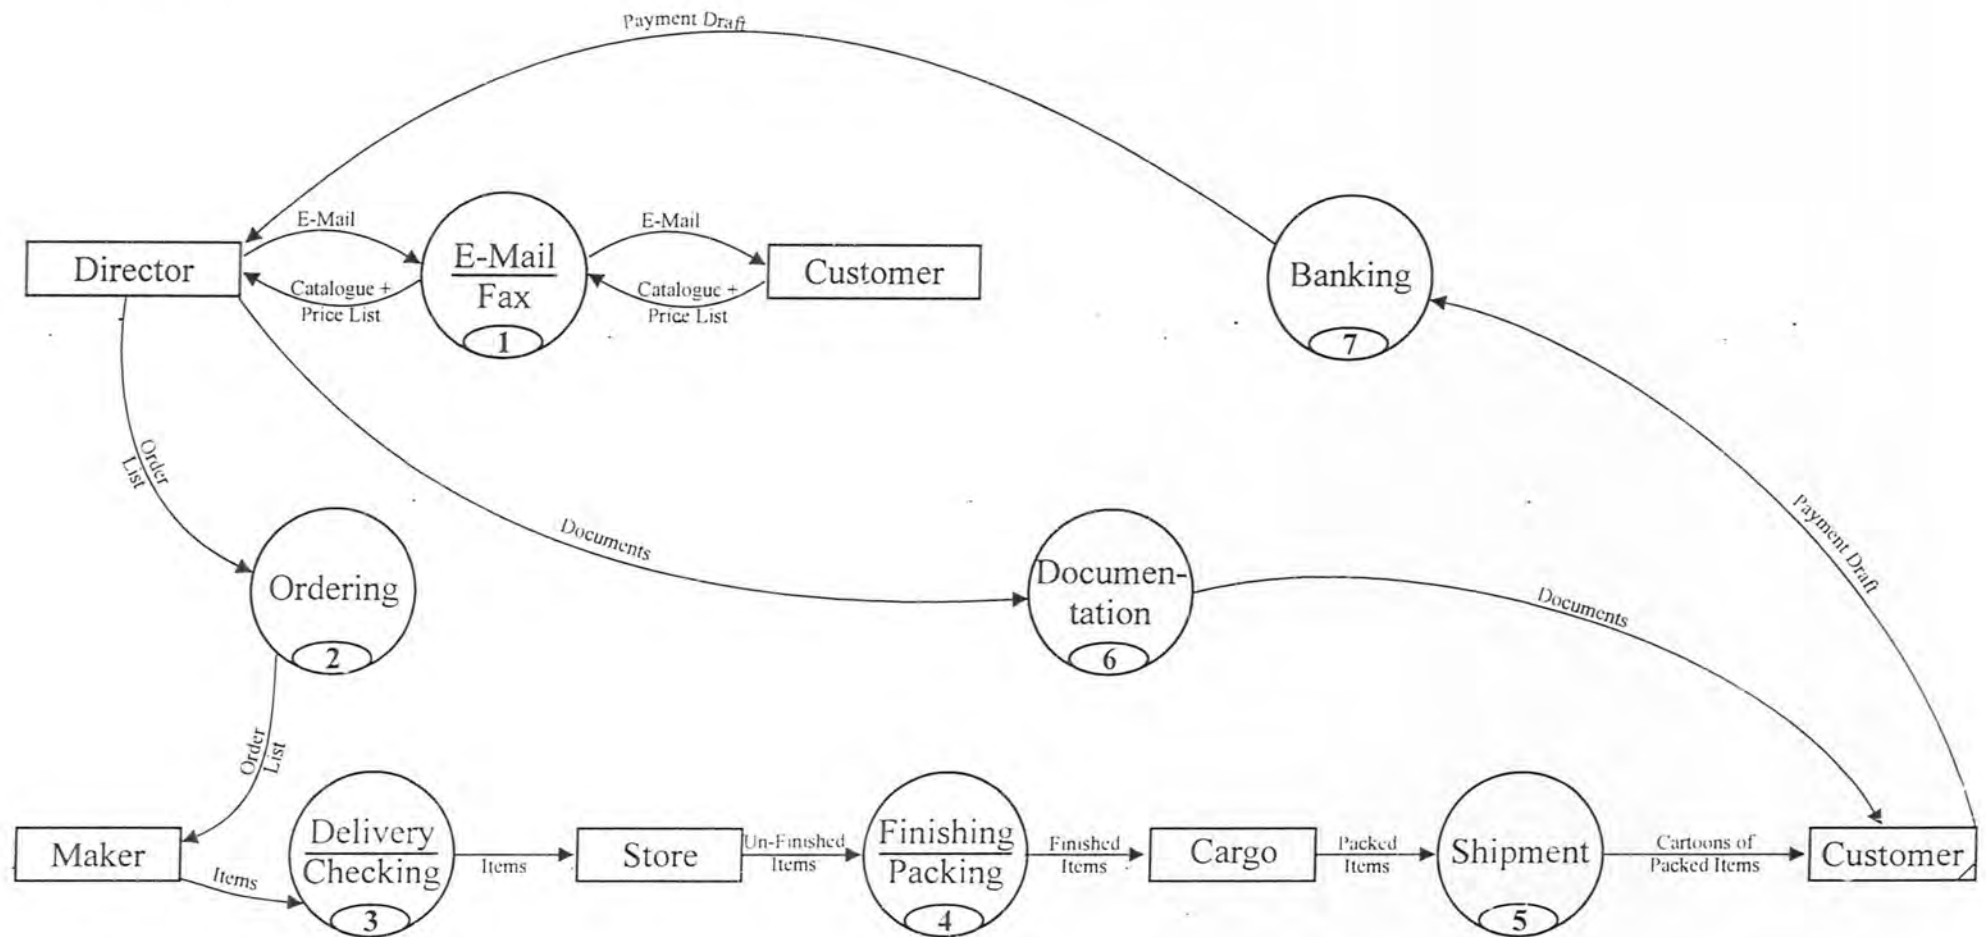 Payment Draft
E-Mail
E-Mail
Director
E-Mail
Fax
1
Customer
Banking
7
Catalogue +
Price List
Catalogue +
Price List
Order
List
Documents
Payment Draft
Ordering
2
Documen-
tation
6
Documents
Order
List
Maker
Items
Delivery
Checking
3
Items
Store
Un-Finished
Items
Finishing
Packing
4
Finished
Items
Cargo
Packed
Items
Shipment
5
Cartoons of
Packed Items
Customer